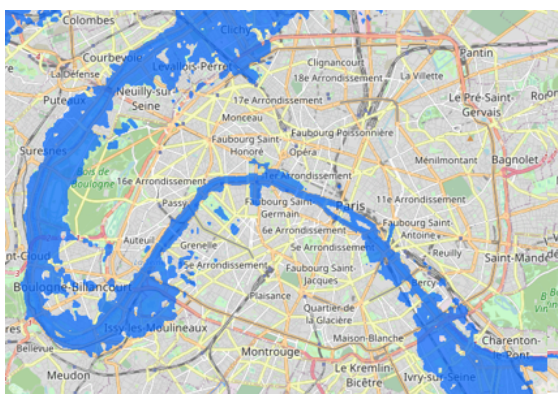 Colombes
Clichy
Courbevoie
Pantin
Clignancourt
Levallois-Perret
La Défense
18e Arrondissement
La Villette
Neuilly-sur-
Seine
Puteaux
17e Arrondissement
Le Pré-Saint-
Gervais
Monceau
Faubourg Poissonnière
Faubourg Saint-
Honoré
Opéra
Suresnes
Ménilmontant
Bagnolet
Bois de
Boulogne
16e Arrondissement
1er Arrondissement
Passy
Faubourg Saint-
Germain
Paris
11e Arrondissement
6e Arrondissement
Faubourg Saint-
Antoine
Auteuil
Grenelle
5e Arrondissement
Reuilly
Saint-Mandé
nt-Cloud
5e Arrondissement
Faubourg Saint-
Jacques
Bercy
Boulogne-Billancourt
Plaisance
Quartier de
la Glacière
Issy-les-Moulineaux
Maison-Blanche
Charenton-
le-Pont
Bellevue
Montrouge
Meudon
Le Kremlin-
Bicêtre
Ivry-sur-Seine